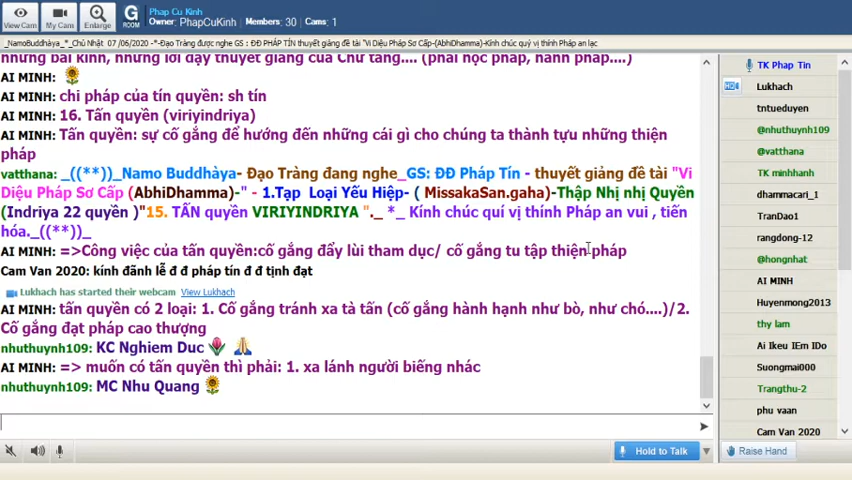 View Cam
My Cam
Enlarge
G
ROOM
Phap Cu Kinh
Owner: PhapCuKinh Members: 30 Cams: 1
_NamoBuddhàya_*_Chủ Nhật 07 /06/2020 -*-Đạo Tràng được nghe GS : ĐĐ PHÁP TÍN thuyết giảng đề tài "Vi Diệu Pháp Sơ Cấp-(AbhiDhamma)-Kính chúc quý vị thính Pháp an lạc
những bài kinh, những lời dạy thuyết giảng của Chư tăng.... (phải học pháp, hành pháp....)
AI MINH:
AI MINH: chi pháp của tín quyền: sh tín
AI MINH: 16. Tấn quyền (viriyindriya)
AI MINH: Tấn quyền: sự cố gắng để hướng đến những cái gì cho chúng ta thành tựu những thiện
pháp
vatthana: _((**))_Namo Buddhàya- Đạo Tràng đang nghe_GS: ĐĐ Pháp Tín - thuyết giảng đề tài "Vi
Diệu Pháp Sơ Cấp (AbhiDhamma)-" - 1.Tạp Loại Yếu Hiệp- ( MissakaSan.gaha)-Thập Nhị nhị Quyền
(Indriya 22 quyền )"15. TẤN quyền VIRIYINDRIYA "._ *_ Kính chúc quí vị thính Pháp an vui , tiến
hóa._((**))_
AI MINH: =>Công việc của tấn quyền:cố gắng đẩy lùi tham dục/ cố gắng tu tập thiện pháp
Cam Van 2020: kính đãnh lễ đ đ pháp tín đ đ tịnh đạt
Lukhach has started their webcam View Lukhach
AI MINH: tấn quyền có 2 loại: 1. Cố gắng tránh xa tà tấn (cố gắng hành hạnh như bò, như chó....)/2.
Cố gắng đạt pháp cao thượng
nhuthuynh109: KC Nghiem Duc
AI MINH: => muốn có tấn quyền thì phải: 1. xa lánh người biếng nhác
nhuthuynh109: MC Nhu Quang
TK Phap Tin
Lukhach
tntueduyen
@nhuthuynh109
@vatthana
TK minhhanh
dhammacari_1
TranDao1
rangdong-12
@hongnhat
AI MINH
Huyenmong2013
thy lam
Ai Ikeu IEm IDo
Suongmai000
Trangthu-2
phu vaan
Cam Van 2020
Hold to Talk
Raise Hand